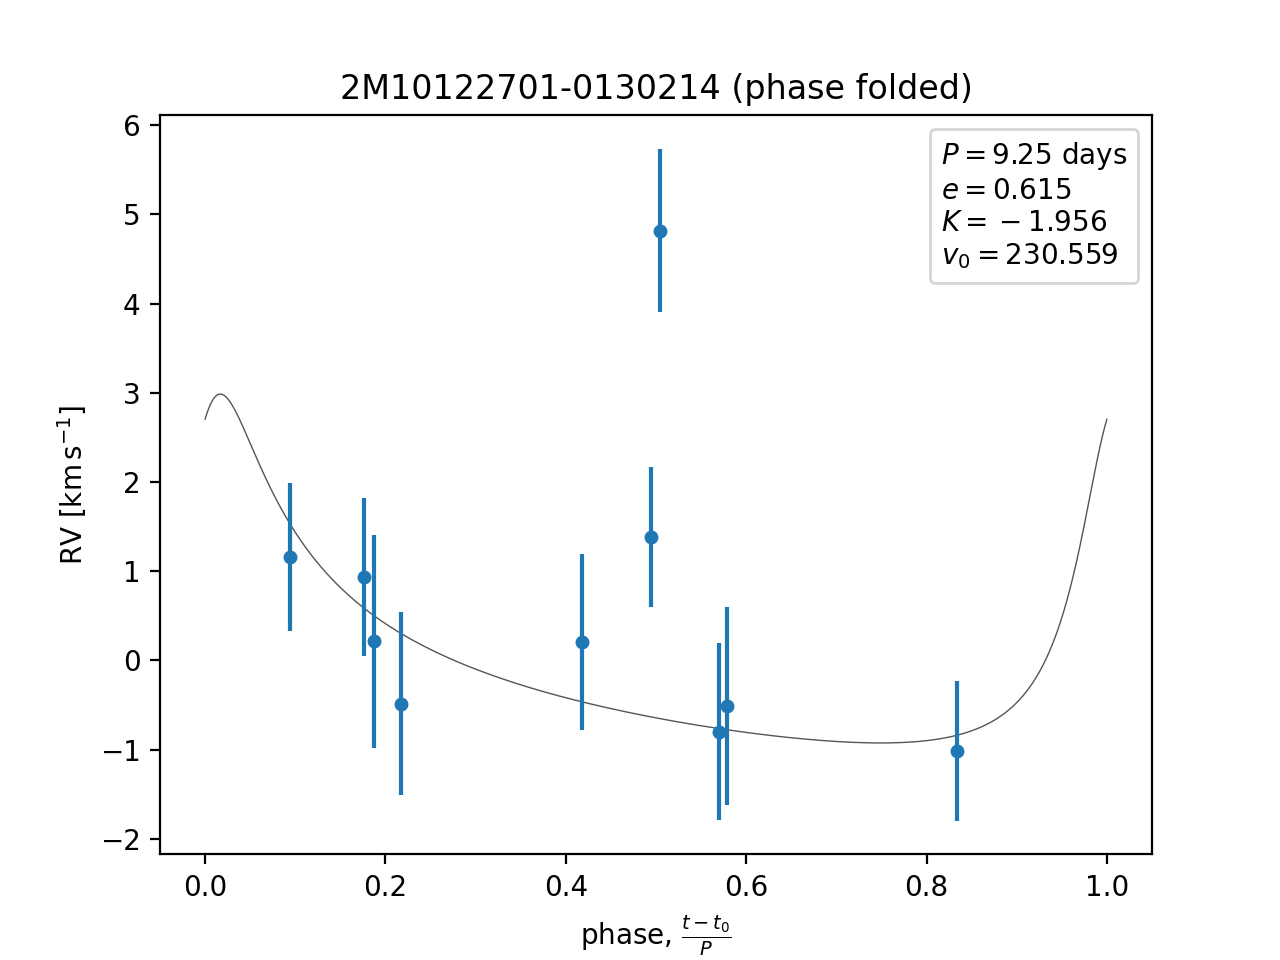 2M10122701-0130214 (phase folded)
P = 9.25 days
e = 0.615
K = −1.956
v₀ = 230.559
6
5
4
3
2
1
0
−1
−2
RV [km s⁻¹]
0.0 0.2 0.4 0.6 0.8 1.0
phase, (t − t₀)/P